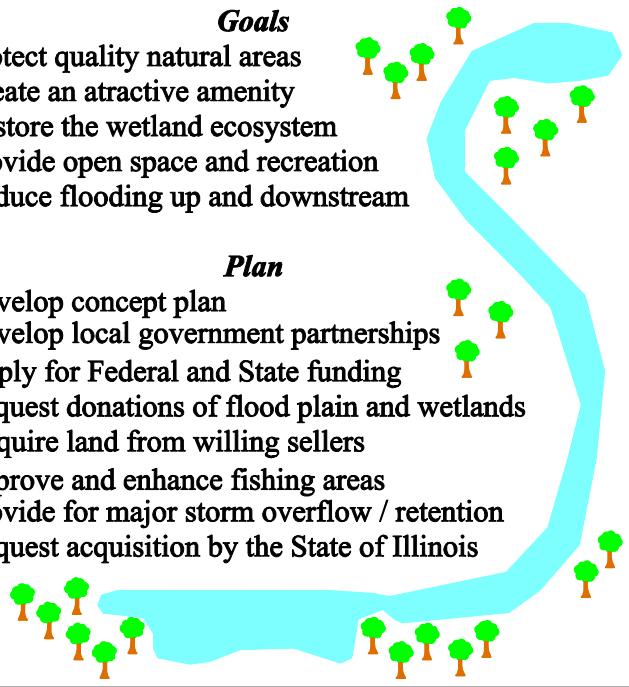 Goals
otect quality natural areas
eate an atractive amenity
store the wetland ecosystem
ovide open space and recreation
duce flooding up and downstream
Plan
velop concept plan
velop local government partnerships
ply for Federal and State funding
quest donations of flood plain and wetlands
quire land from willing sellers
prove and enhance fishing areas
ovide for major storm overflow / retention
quest acquisition by the State of Illinois